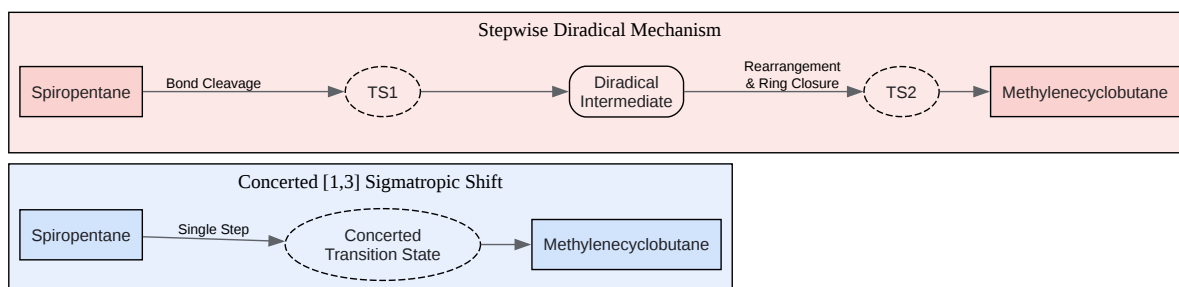 Stepwise Diradical Mechanism
Spiropentane
Bond Cleavage
TS1
Diradical
Intermediate
Rearrangement
& Ring Closure
TS2
Methylenecyclobutane
Concerted [1,3] Sigmatropic Shift
Spiropentane
Single Step
Concerted
Transition State
Methylenecyclobutane